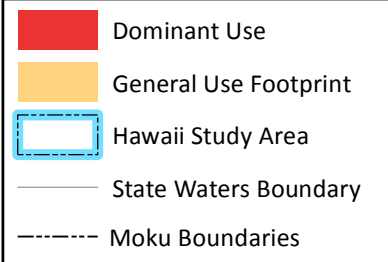 Dominant Use
General Use Footprint
Hawaii Study Area
State Waters Boundary
Moku Boundaries